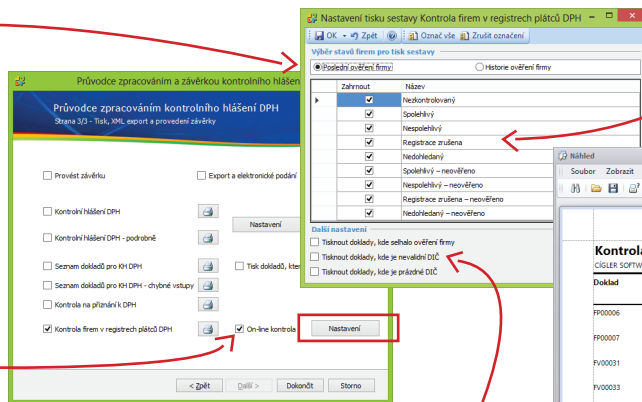 Nastavení tisku sestavy Kontrola firem v registrech plátců DPH
OK Zpět Označ vše Zrušit označení
Výběr stavů firem pro tisk sestavy
Poslední ověření firmy Historie ověření firmy
Zahrnout Název
Nezkontrolovaný
Spolehlivý
Nespolehlivý
Registrace zrušena
Nedohledaný
Spolehlivý – neověřeno
Nespolehlivý – neověřeno
Registrace zrušena – neověřeno
Nedohledaný – neověřeno
Další nastavení
Tisknout doklady, kde selhalo ověření firmy
Tisknout doklady, kde je nevalidní DIČ
Tisknout doklady, kde je prázdné DIČ
Průvodce zpracováním a závěrkou kontrolního hlášen
Průvodce zpracováním kontrolního hlášení DPH
Strana 3/3 - Tisk, XML export a provedení závěrky
Provést závěrku Export a elektronické podání
Kontrolní hlášení DPH
Nastavení
Kontrolní hlášení DPH - podrobně
Seznam dokladů pro KH DPH Tisk dokladů, kter
Seznam dokladů pro KH DPH - chybné vstupy
Kontrola na přiznání k DPH
Kontrola firem v registrech plátců DPH On-line kontrola Nastavení
< Zpět Další > Dokončit Storno
Náhled
Soubor Zobrazit
Kontrola
CÍGLER SOFTW
Doklad
FP00006
FP00007
FV00031
FV00033